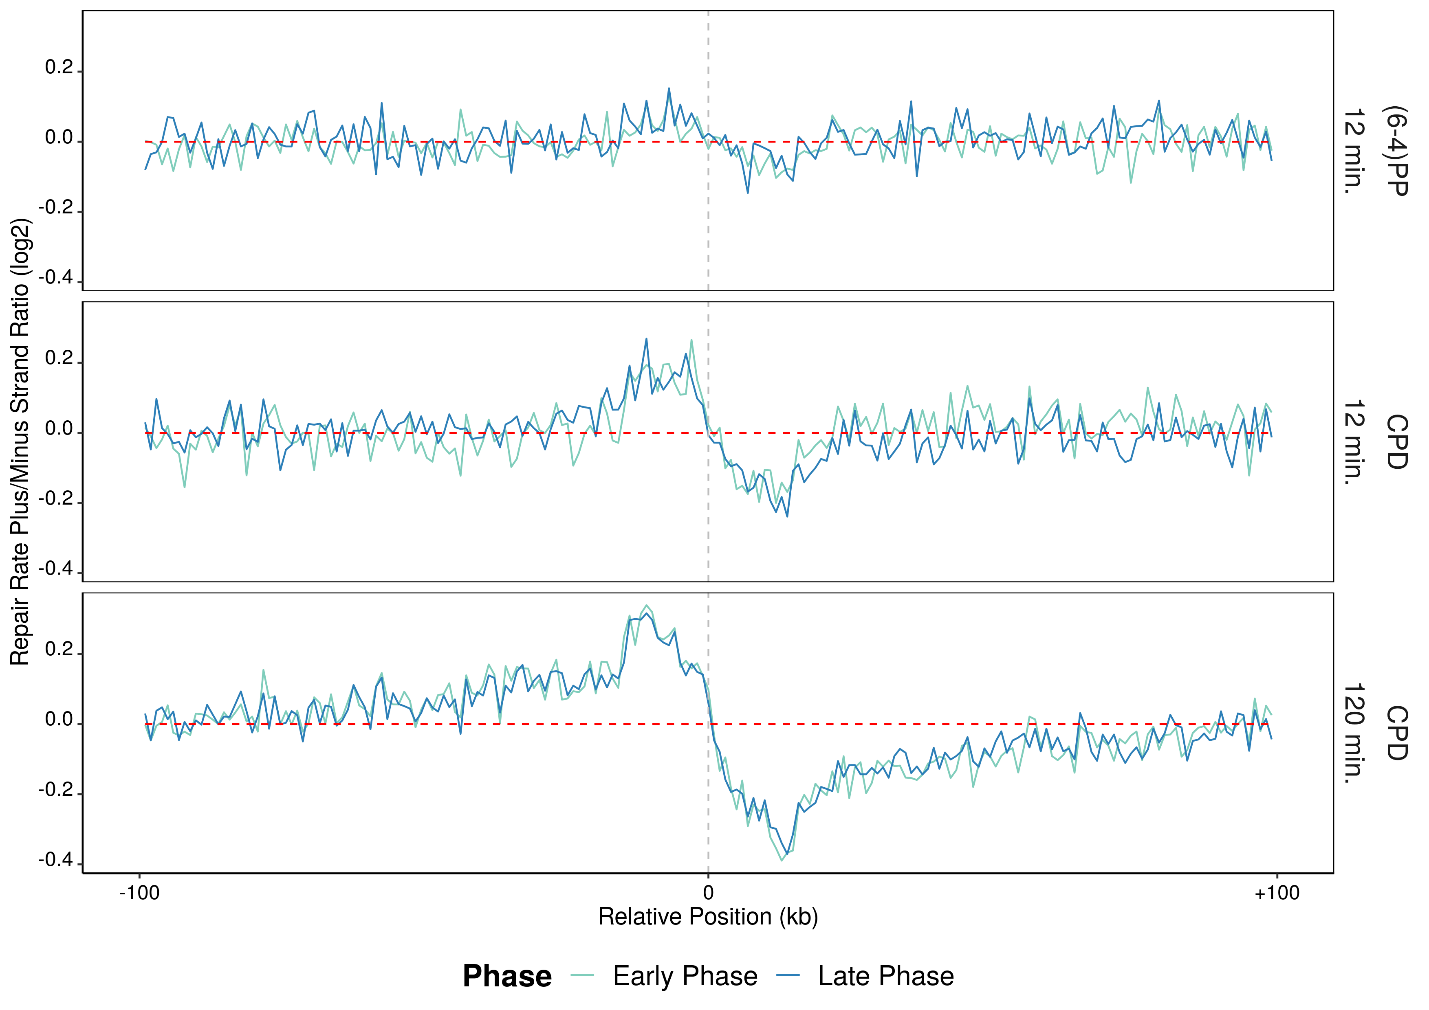 Repair Rate Plus/Minus Strand Ratio (log2)
0.2
0.0
-0.2
-0.4
(6-4)PP
12 min.
0.2
0.0
-0.2
-0.4
CPD
12 min.
0.2
0.0
-0.2
-0.4
CPD
120 min.
-100
0
+100
Relative Position (kb)
Phase
Early Phase
Late Phase